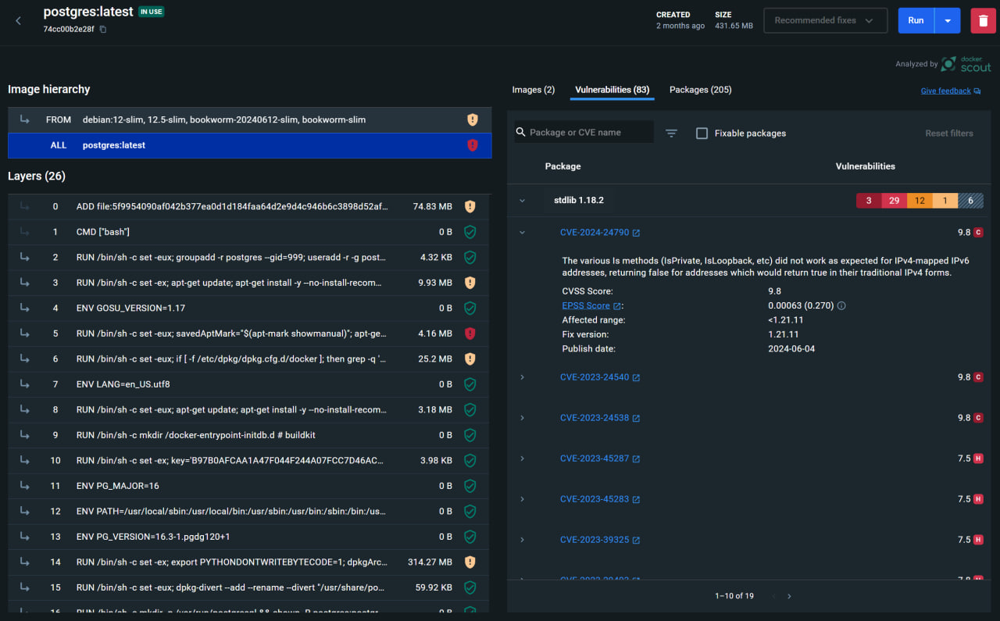 postgres:latest IN USE
74cc00b2e28f
CREATED
2 months ago
SIZE
431.65 MB
Recommended fixes
Run
Analyzed by docker scout
Image hierarchy
FROM debian:12-slim, 12.5-slim, bookworm-20240612-slim, bookworm-slim
ALL postgres:latest
Layers (26)
0 ADD file:5f9954090af042b377ea0d1d184faa64d2e9d4c946b6c3898d52af... 74.83 MB
1 CMD ["bash"] 0 B
2 RUN /bin/sh -c set -eux; groupadd -r postgres --gid=999; useradd -r -g post... 4.32 KB
3 RUN /bin/sh -c set -ex; apt-get update; apt-get install -y --no-install-recom... 9.93 MB
4 ENV GOSU_VERSION=1.17 0 B
5 RUN /bin/sh -c set -eux; savedAptMark="$(apt-mark showmanual)"; apt-ge... 4.16 MB
6 RUN /bin/sh -c set -eux; if [ -f /etc/dpkg/dpkg.cfg.d/docker ]; then grep -q '... 25.2 MB
7 ENV LANG=en_US.utf8 0 B
8 RUN /bin/sh -c set -eux; apt-get update; apt-get install -y --no-install-recom... 3.18 MB
9 RUN /bin/sh -c mkdir /docker-entrypoint-initdb.d # buildkit 0 B
10 RUN /bin/sh -c set -ex; key='B97B0AFCAA1A47F044F244A07FCC7D46AC... 3.98 KB
11 ENV PG_MAJOR=16 0 B
12 ENV PATH=/usr/local/sbin:/usr/local/bin:/usr/sbin:/usr/bin:/sbin:/bin:/us... 0 B
13 ENV PG_VERSION=16.3-1.pgdg120+1 0 B
14 RUN /bin/sh -c set -ex; export PYTHONDONTWRITEBYTECODE=1; dpkgArc... 314.27 MB
15 RUN /bin/sh -c set -eux; dpkg-divert --add --rename --divert "/usr/share/po... 59.92 KB
16 RUN /bin/sh -c mkdir -p /var/run/postgresql && chown -R postgres:postgr... 0 B
Images (2) Vulnerabilities (83) Packages (205) Give feedback
Package or CVE name Fixable packages Reset filters
Package Vulnerabilities
stdlib 1.18.2 3 29 12 1 6
CVE-2024-24790 9.8 C
The various Is methods (IsPrivate, IsLoopback, etc) did not work as expected for IPv4-mapped IPv6
addresses, returning false for addresses which would return true in their traditional IPv4 forms.
CVSS Score: 9.8
EPSS Score: 0.00063 (0.270)
Affected range: <1.21.11
Fix version: 1.21.11
Publish date: 2024-06-04
CVE-2023-24540 9.8 C
CVE-2023-24538 9.8 C
CVE-2023-45287 7.5 H
CVE-2023-45283 7.5 H
CVE-2023-39325 7.5 H
1–10 of 19